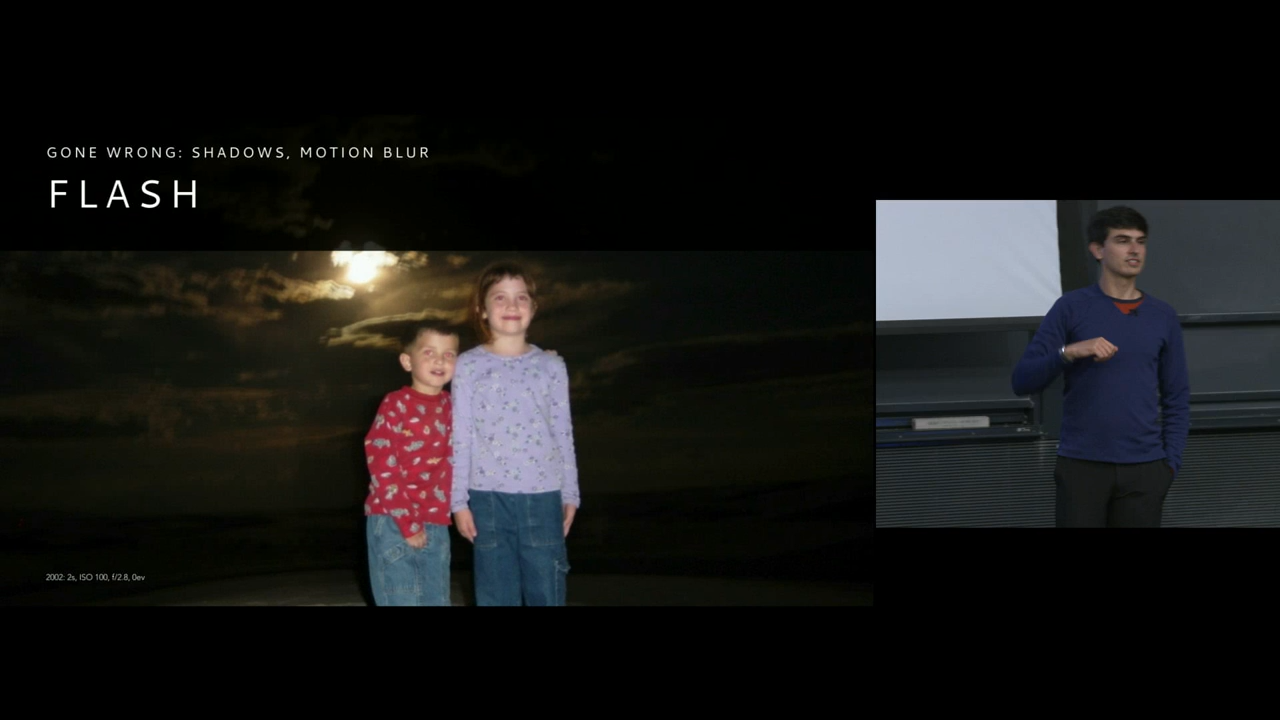 GONE WRONG: SHADOWS, MOTION BLUR
FLASH
2002: 2s, ISO 100, f/2.8, 0ev